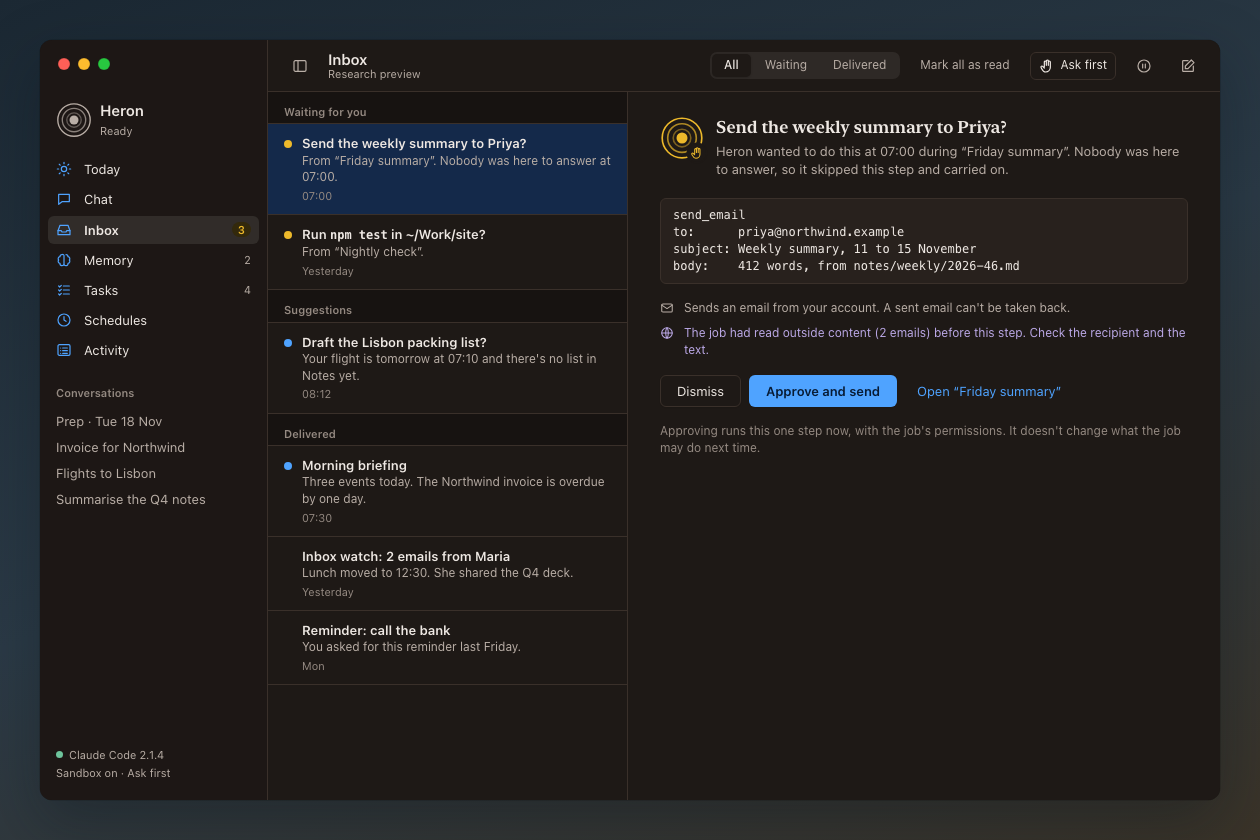 Heron
Ready
Today
Chat
Inbox 3
Memory 2
Tasks 4
Schedules
Activity
Conversations
Prep · Tue 18 Nov
Invoice for Northwind
Flights to Lisbon
Summarise the Q4 notes
Claude Code 2.1.4
Sandbox on · Ask first
Inbox
Research preview
All Waiting Delivered Mark all as read Ask first
Waiting for you
Send the weekly summary to Priya?
From “Friday summary”. Nobody was here to answer at
07:00.
07:00
Run npm test in ~/Work/site?
From “Nightly check”.
Yesterday
Suggestions
Draft the Lisbon packing list?
Your flight is tomorrow at 07:10 and there's no list in
Notes yet.
08:12
Delivered
Morning briefing
Three events today. The Northwind invoice is overdue
by one day.
07:30
Inbox watch: 2 emails from Maria
Lunch moved to 12:30. She shared the Q4 deck.
Yesterday
Reminder: call the bank
You asked for this reminder last Friday.
Mon
Send the weekly summary to Priya?
Heron wanted to do this at 07:00 during “Friday summary”. Nobody was here
to answer, so it skipped this step and carried on.
send_email
to: priya@northwind.example
subject: Weekly summary, 11 to 15 November
body: 412 words, from notes/weekly/2026-46.md
Sends an email from your account. A sent email can't be taken back.
The job had read outside content (2 emails) before this step. Check the recipient and the
text.
Dismiss Approve and send Open “Friday summary”
Approving runs this one step now, with the job's permissions. It doesn't change what the job
may do next time.